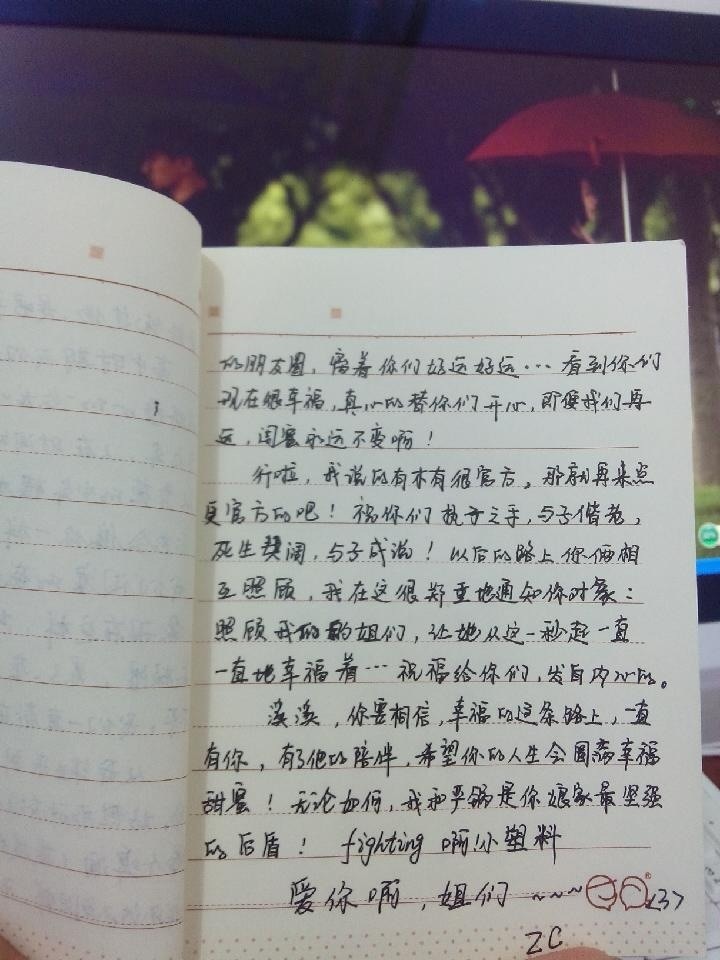 的朋友圈，窝着你们好远好远…看到你们
现在很幸福，真心的替你们开心，即便我们再
远，闺蜜永远不变啊！
行啦，我说的有木有很官方。那就再来点
更官方的吧！祝你们执子之手，与子偕老，
死生契阔，与子成说！以后的路上你俩相
互照顾，我在这很郑重地通知你对象：
照顾我的姐们，让她从这一秒起一直
一直地幸福着…祝福给你们，发自内心的。
溪溪，你要相信，幸福的这条路上，一直
有你，有了他的陪伴，希望你的人生会圆满幸福
甜蜜！无论如何，我和严锅是你娘家最坚强
的后盾！fighting 啊小塑料
爱你啊，姐们~~~
<3>
ZC